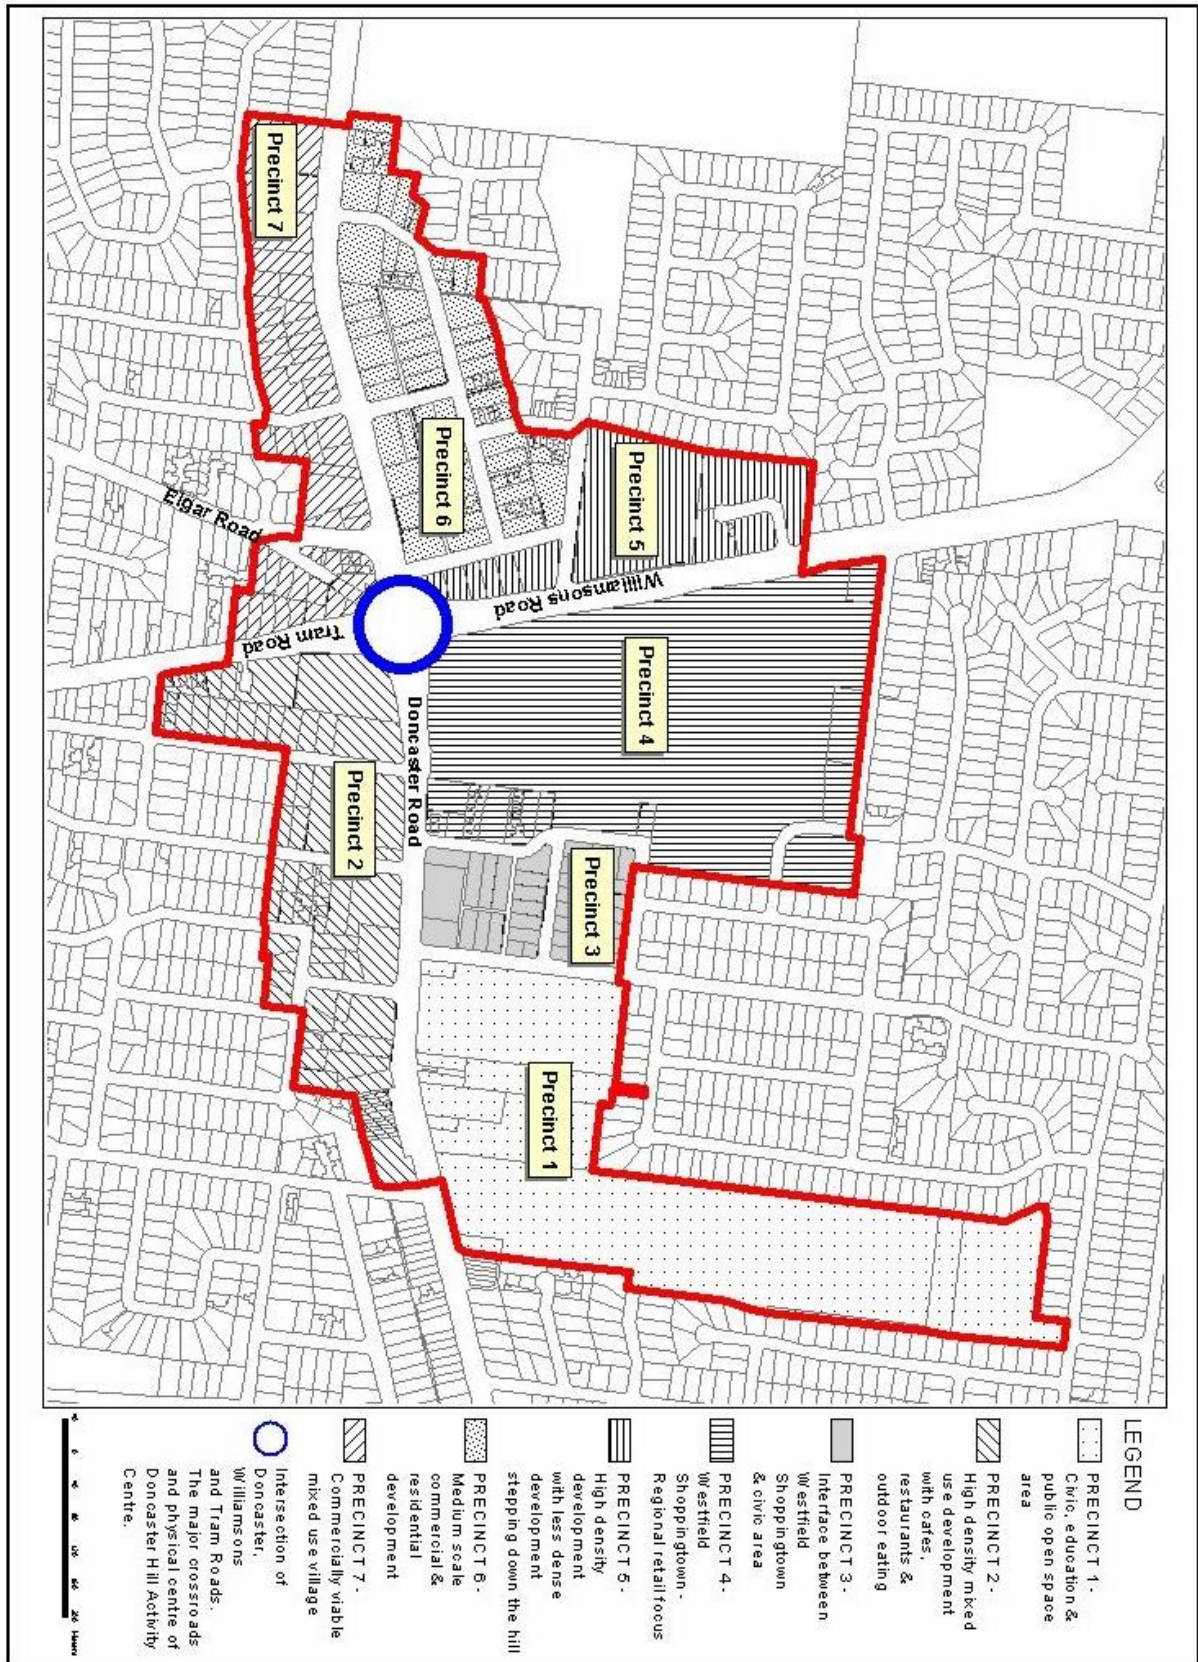 Precinct 7
Precinct 6
Precinct 5
Precinct 4
Precinct 3
Precinct 2
Precinct 1
Elgar Road
Tram Road
Williamsons Road
Doncaster Road
LEGEND
PRECINCT 1 -
Civic, education &
public open space
area
PRECINCT 2 -
High density mixed
use development
with cafes,
restaurants &
outdoor eating
PRECINCT 3 -
Interface between
Westfield
Shoppingtown
& civic area
PRECINCT 4-
Westfield
Shoppingtown -
Regional retail focus
PRECINCT 5 -
High density
development
with less dense
development
stepping down the hill
PRECINCT 6 -
Medium scale
commercial &
residential
development
PRECINCT 7 -
Commercially viable
mixed use village
Intersection of
Doncaster,
Williamsons
and Tram Roads.
The major crossroads
and physical centre of
Doncaster Hill Activity
Centre.